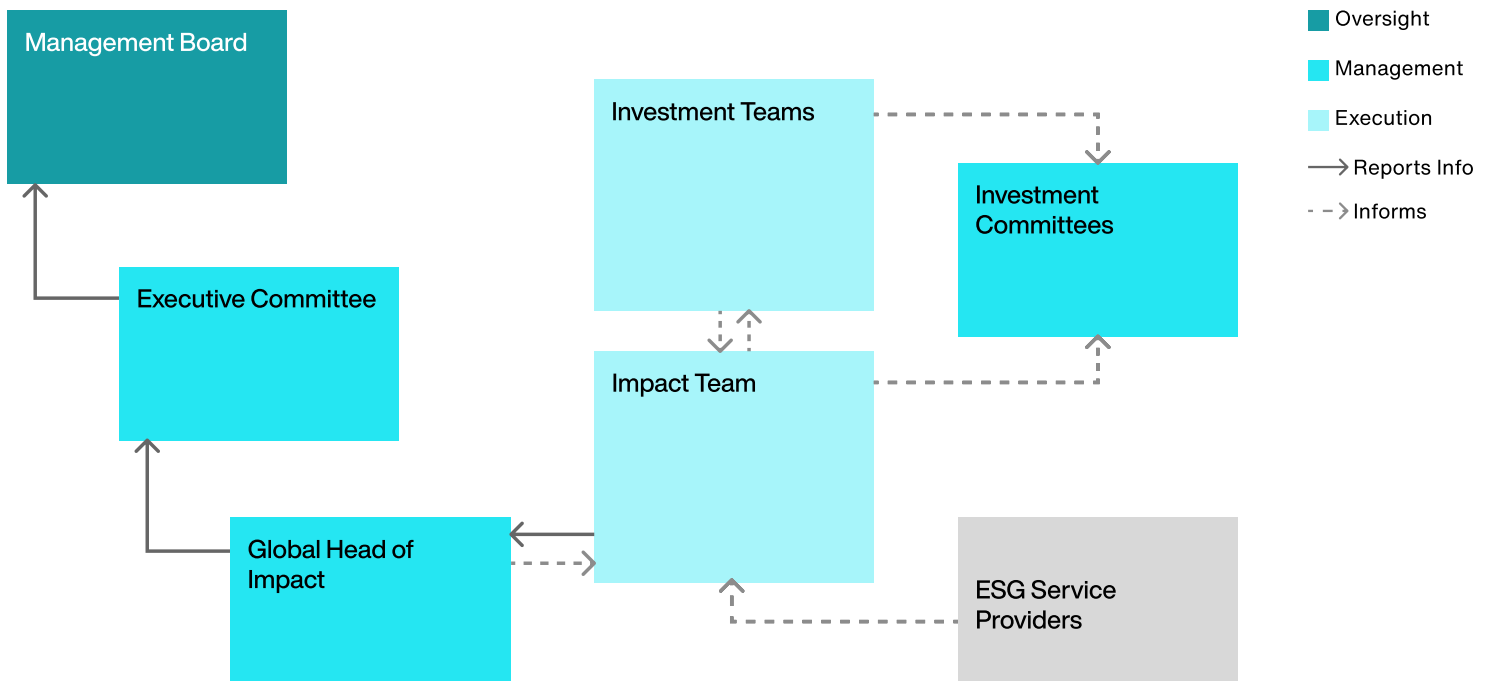 Management Board
Investment Teams
Investment
Committees
Executive Committee
Impact Team
Global Head of
Impact
ESG Service
Providers
Oversight
Management
Execution
Reports Info
Informs